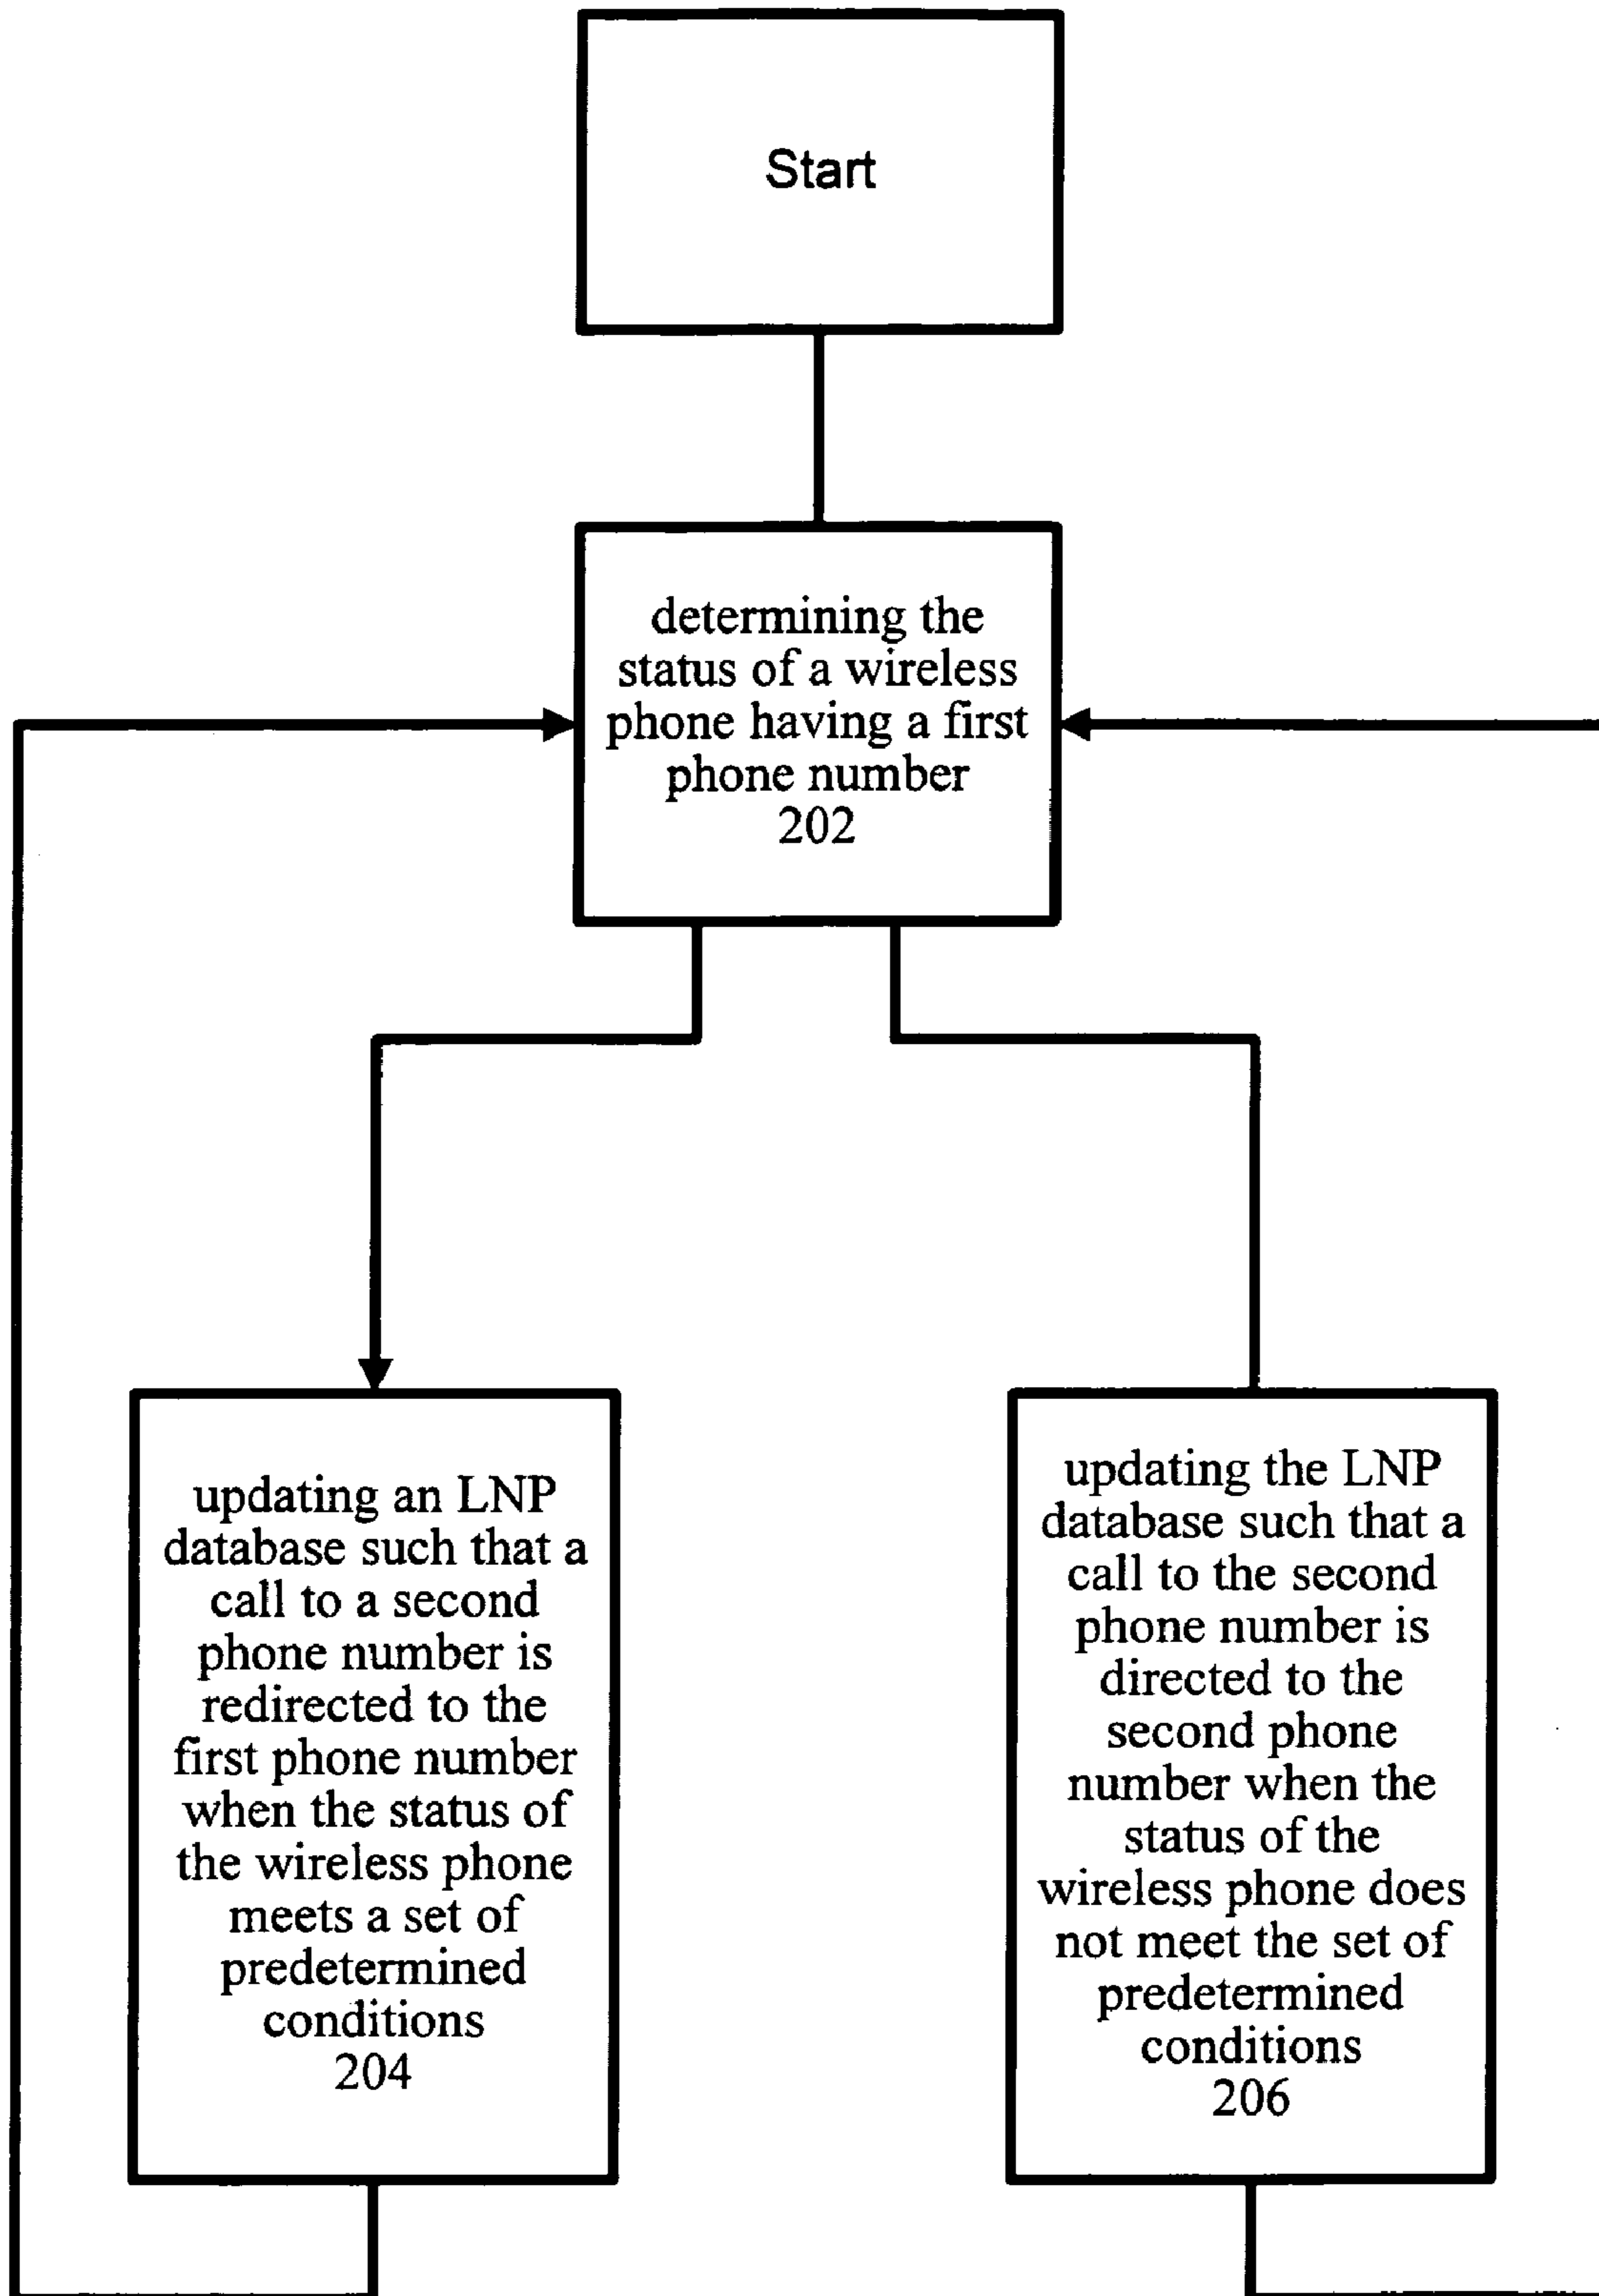 Start
determining the
status of a wireless
phone having a first
phone number
202
updating an LNP
database such that a
call to a second
phone number is
redirected to the
first phone number
when the status of
the wireless phone
meets a set of
predetermined
conditions
204
updating the LNP
database such that a
call to the second
phone number is
directed to the
second phone
number when the
status of the
wireless phone does
not meet the set of
predetermined
conditions
206